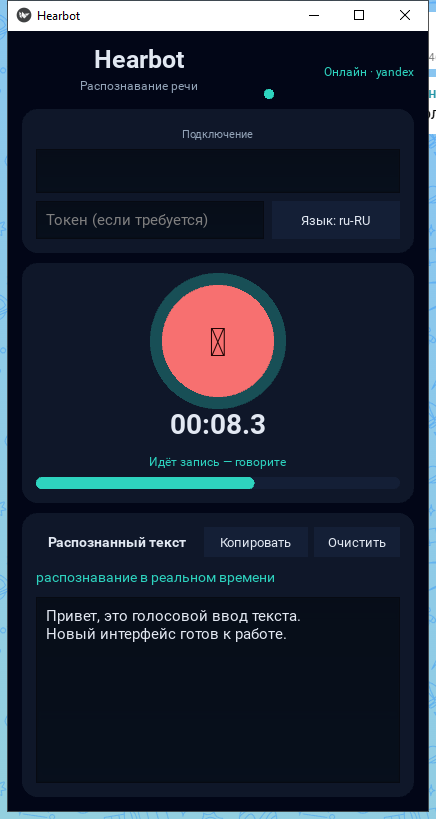 Hearbot
Hearbot
Распознавание речи
Онлайн · yandex
Подключение
Токен (если требуется)
Язык: ru-RU
00:08.3
Идёт запись — говорите
Распознанный текст
Копировать
Очистить
распознавание в реальном времени
Привет, это голосовой ввод текста.
Новый интерфейс готов к работе.